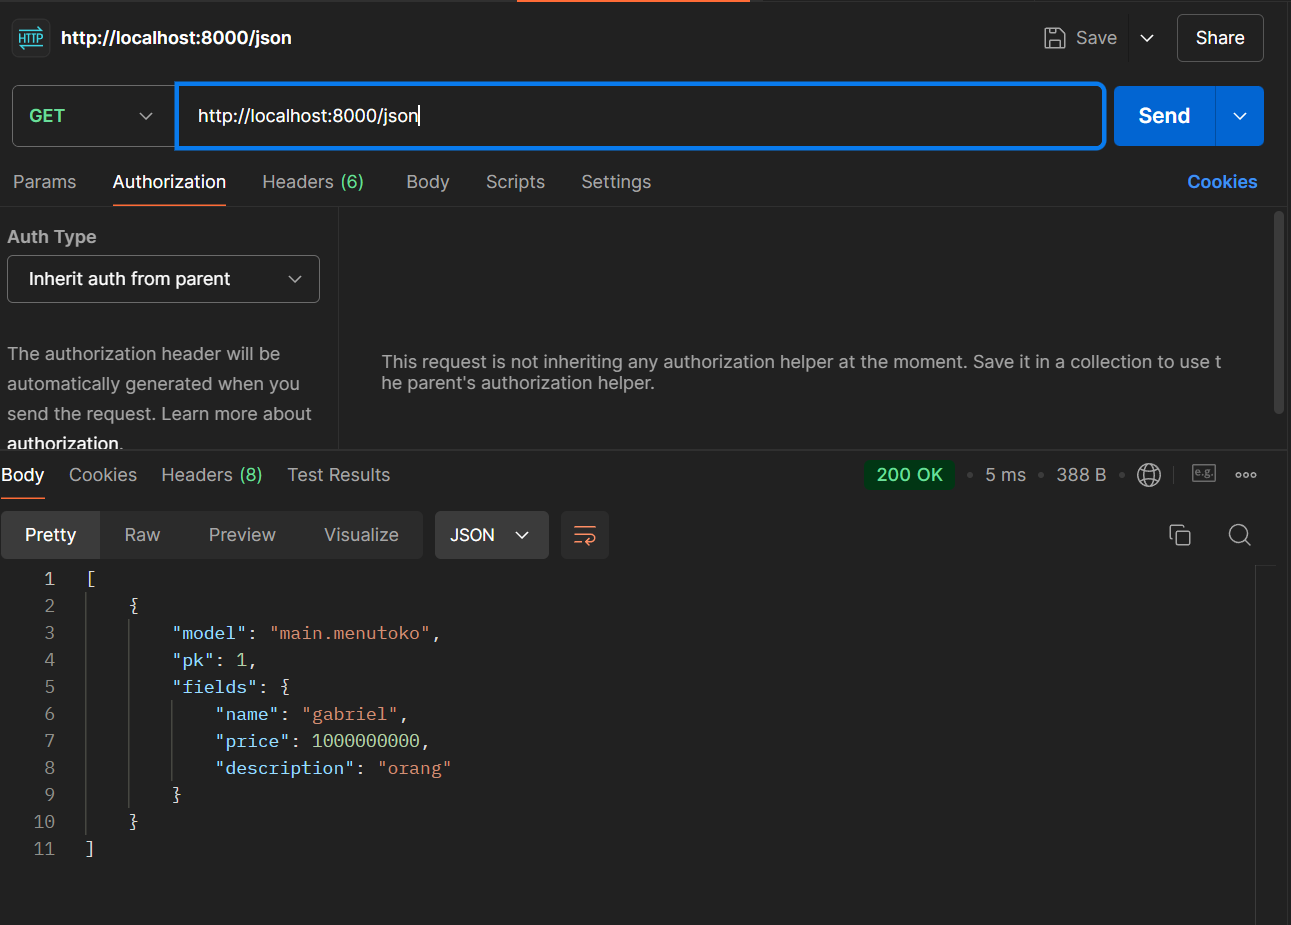 HTTP http://localhost:8000/json Save Share
GET http://localhost:8000/json Send
Params Authorization Headers (6) Body Scripts Settings Cookies
Auth Type
Inherit auth from parent
The authorization header will be
automatically generated when you
send the request. Learn more about
authorization.
This request is not inheriting any authorization helper at the moment. Save it in a collection to use t
he parent's authorization helper.
Body Cookies Headers (8) Test Results 200 OK • 5 ms • 388 B • e.g. ooo
Pretty Raw Preview Visualize JSON
1 [
2 {
3 "model": "main.menutoko",
4 "pk": 1,
5 "fields": {
6 "name": "gabriel",
7 "price": 1000000000,
8 "description": "orang"
9 }
10 }
11 ]